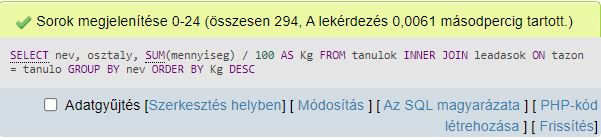 Sorok megjelenítése 0-24 (összesen 294, A lekérdezés 0,0061 másodpercig tartott.)
SELECT nev, osztaly, SUM(mennyiseg) / 100 AS Kg FROM tanulok INNER JOIN leadasok ON tazon
= tanulo GROUP BY nev ORDER BY Kg DESC
Adatgyűjtés [Szerkesztés helyben] [ Módosítás ] [ Az SQL magyarázata ] [ PHP-kód
létrehozása ] [ Frissítés]